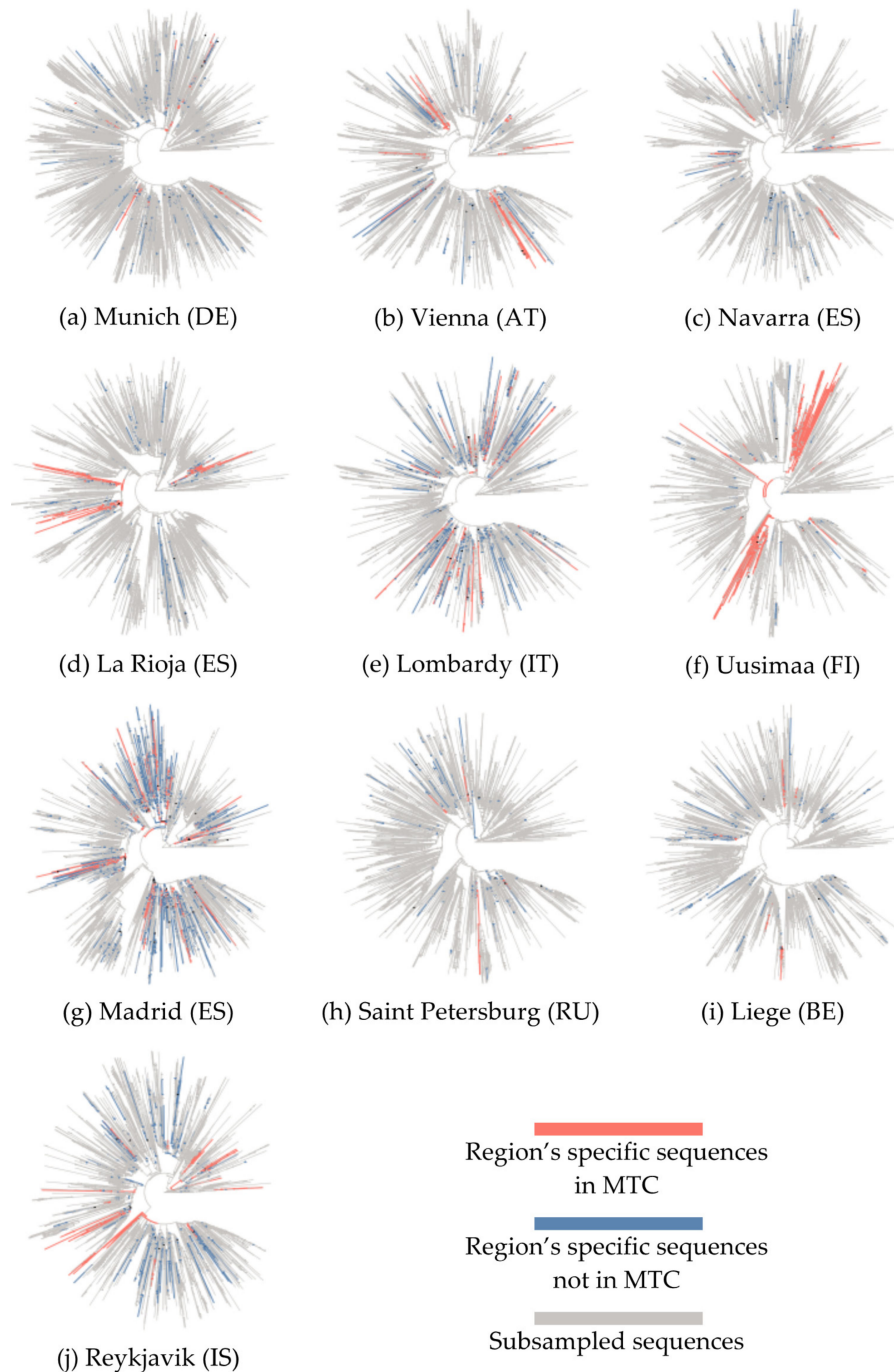 (a) Munich (DE)
(b) Vienna (AT)
(c) Navarra (ES)
(d) La Rioja (ES)
(e) Lombardy (IT)
(f) Uusimaa (FI)
(g) Madrid (ES)
(h) Saint Petersburg (RU)
(i) Liege (BE)
(j) Reykjavik (IS)
Region's specific sequences
in MTC
Region's specific sequences
not in MTC
Subsampled sequences